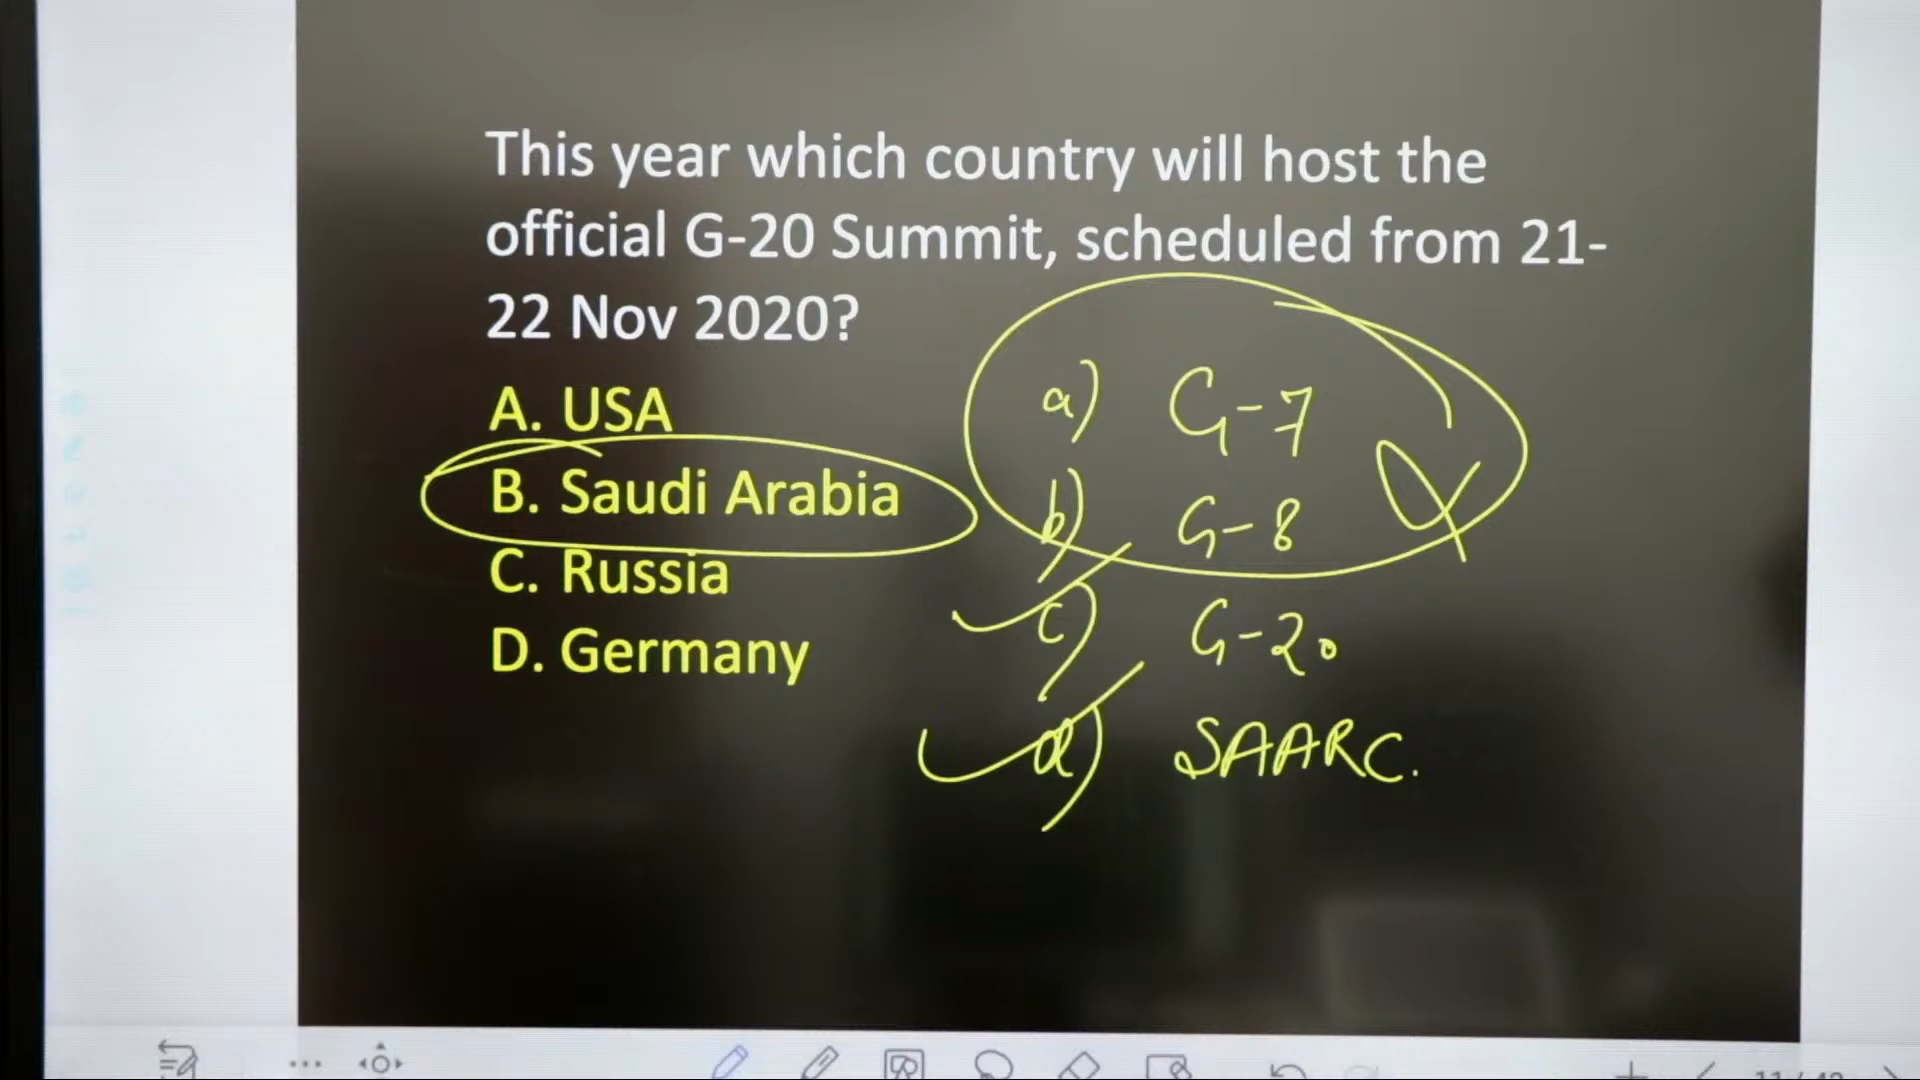 This year which country will host the
official G-20 Summit, scheduled from 21-
22 Nov 2020?
A. USA
B. Saudi Arabia
C. Russia
D. Germany
a) G-7
b) G-8
c) G-20
d) SAARC.